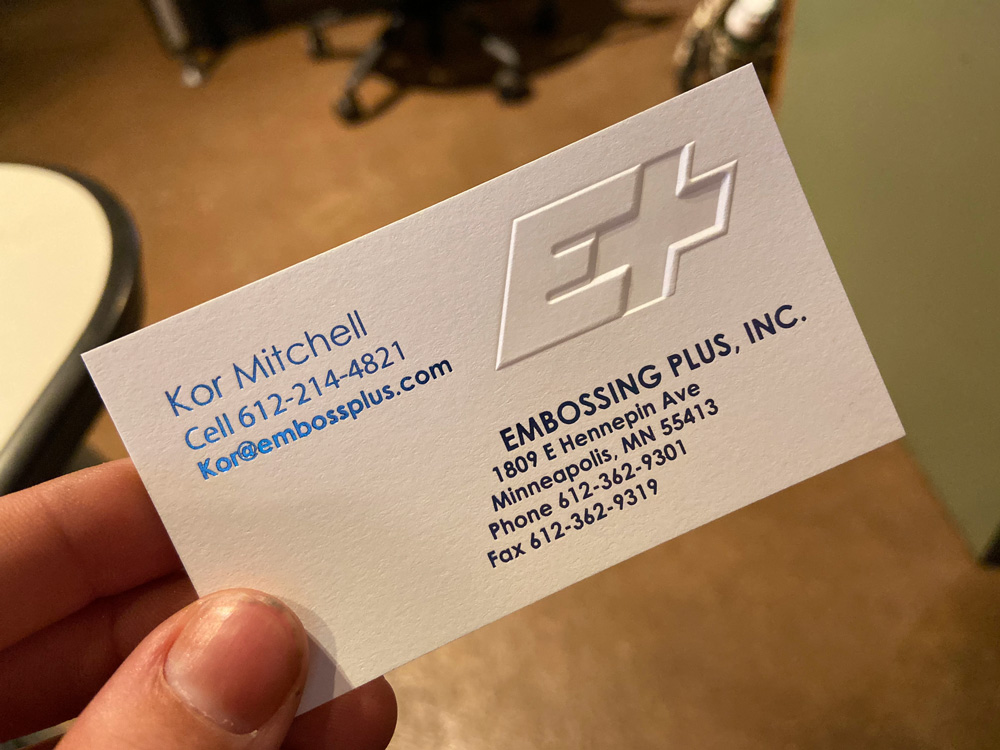 Kor Mitchell
Cell 612-214-4821
Kor@embossplus.com
E+
EMBOSSING PLUS, INC.
1809 E Hennepin Ave
Minneapolis, MN 55413
Phone 612-362-9301
Fax 612-362-9319